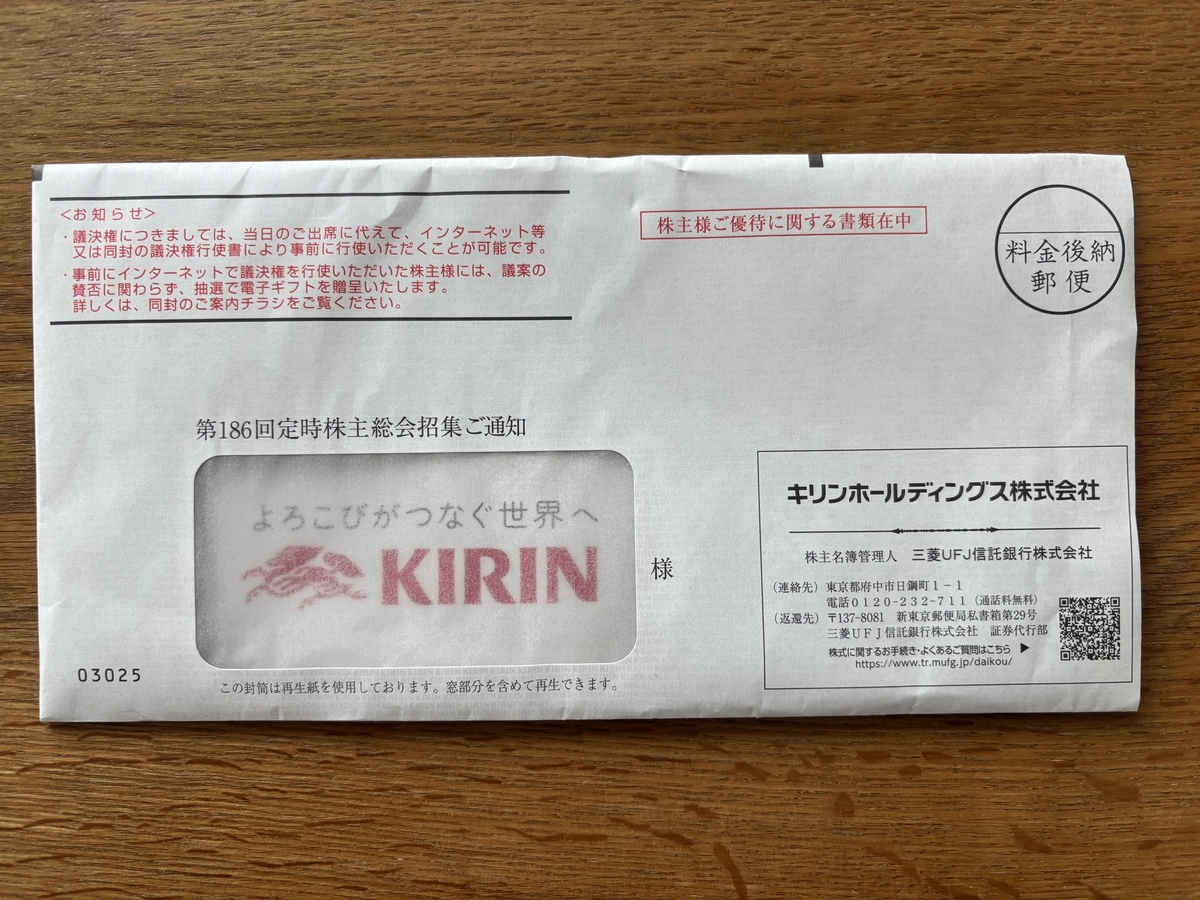 <お知らせ>
・議決権につきましては、当日のご出席に代えて、インターネット等
又は同封の議決権行使書により事前に行使いただくことが可能です。
・事前にインターネットで議決権を行使いただいた株主様には、議案の
賛否に関わらず、抽選で電子ギフトを贈呈いたします。
詳しくは、同封のご案内チラシをご覧ください。
株主様ご優待に関する書類在中
料金後納
郵便
第186回定時株主総会招集ご通知
よろこびがつなぐ世界へ
KIRIN
様
03025
この封筒は再生紙を使用しております。窓部分を含めて再生できます。
キリンホールディングス株式会社
株主名簿管理人 三菱UFJ信託銀行株式会社
(連絡先) 東京都府中市日鋼町1-1
電話0120-232-711(通話料無料)
(返還先) 〒137-8081 新東京郵便局私書箱第29号
三菱UFJ信託銀行株式会社 証券代行部
株式に関するお手続き・よくあるご質問はこちら ▶
https://www.tr.mufg.jp/daikou/